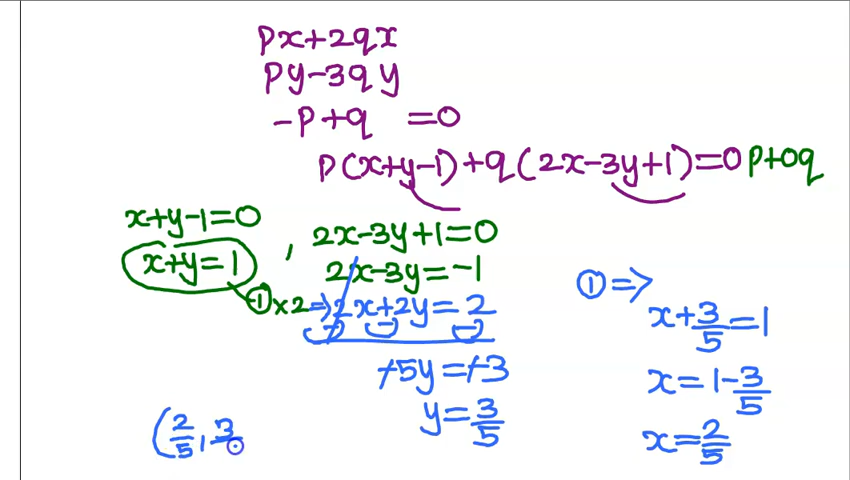 px+2qx
py-3qy
-p+q =0
p(x+y-1)+q(2x-3y+1)=0p+0q
x+y-1=0 , 2x-3y+1=0
x+y=1 2x-3y=-1
①×2⇒ 2x+2y=2
+5y=+3
y=3/5
①⇒
x+3/5=1
x=1-3/5
x=2/5
(2/5,3